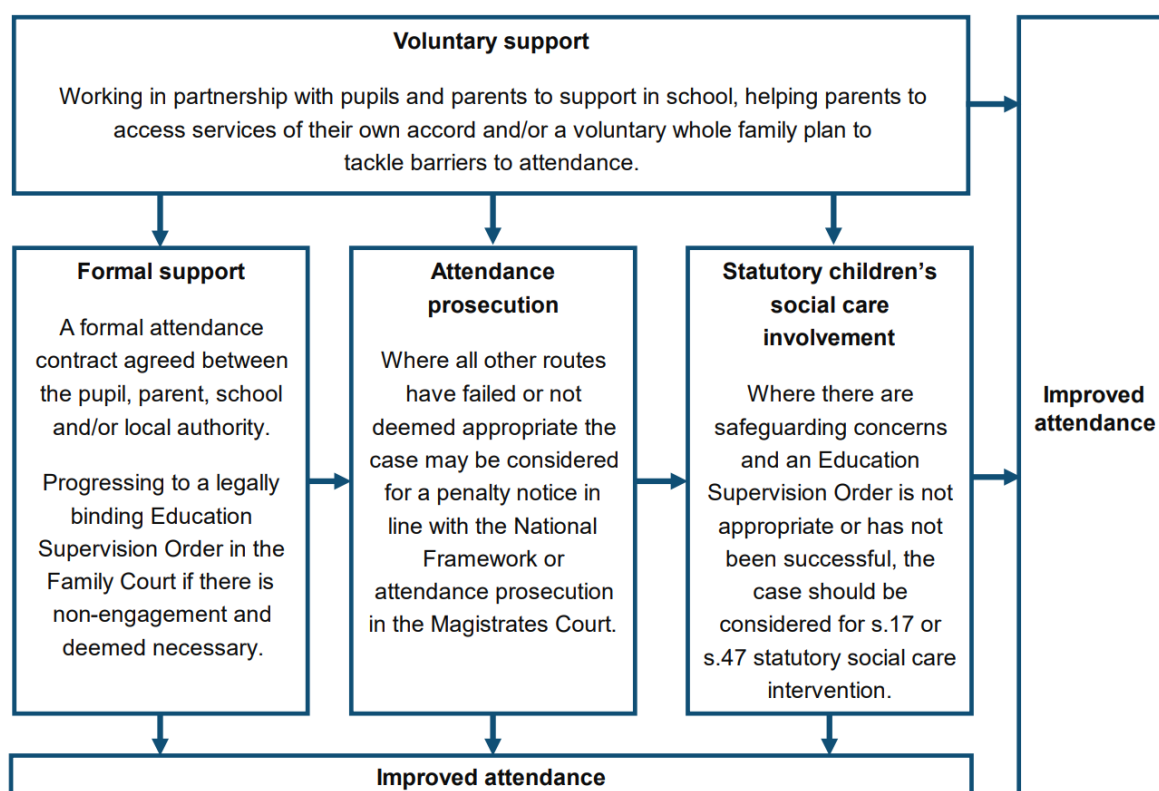 Voluntary support
Working in partnership with pupils and parents to support in school, helping parents to
access services of their own accord and/or a voluntary whole family plan to
tackle barriers to attendance.
Formal support
A formal attendance
contract agreed between
the pupil, parent, school
and/or local authority.
Progressing to a legally
binding Education
Supervision Order in the
Family Court if there is
non-engagement and
deemed necessary.
Attendance
prosecution
Where all other routes
have failed or not
deemed appropriate the
case may be considered
for a penalty notice in
line with the National
Framework or
attendance prosecution
in the Magistrates Court.
Statutory children’s
social care
involvement
Where there are
safeguarding concerns
and an Education
Supervision Order is not
appropriate or has not
been successful, the
case should be
considered for s.17 or
s.47 statutory social care
intervention.
Improved
attendance
Improved attendance